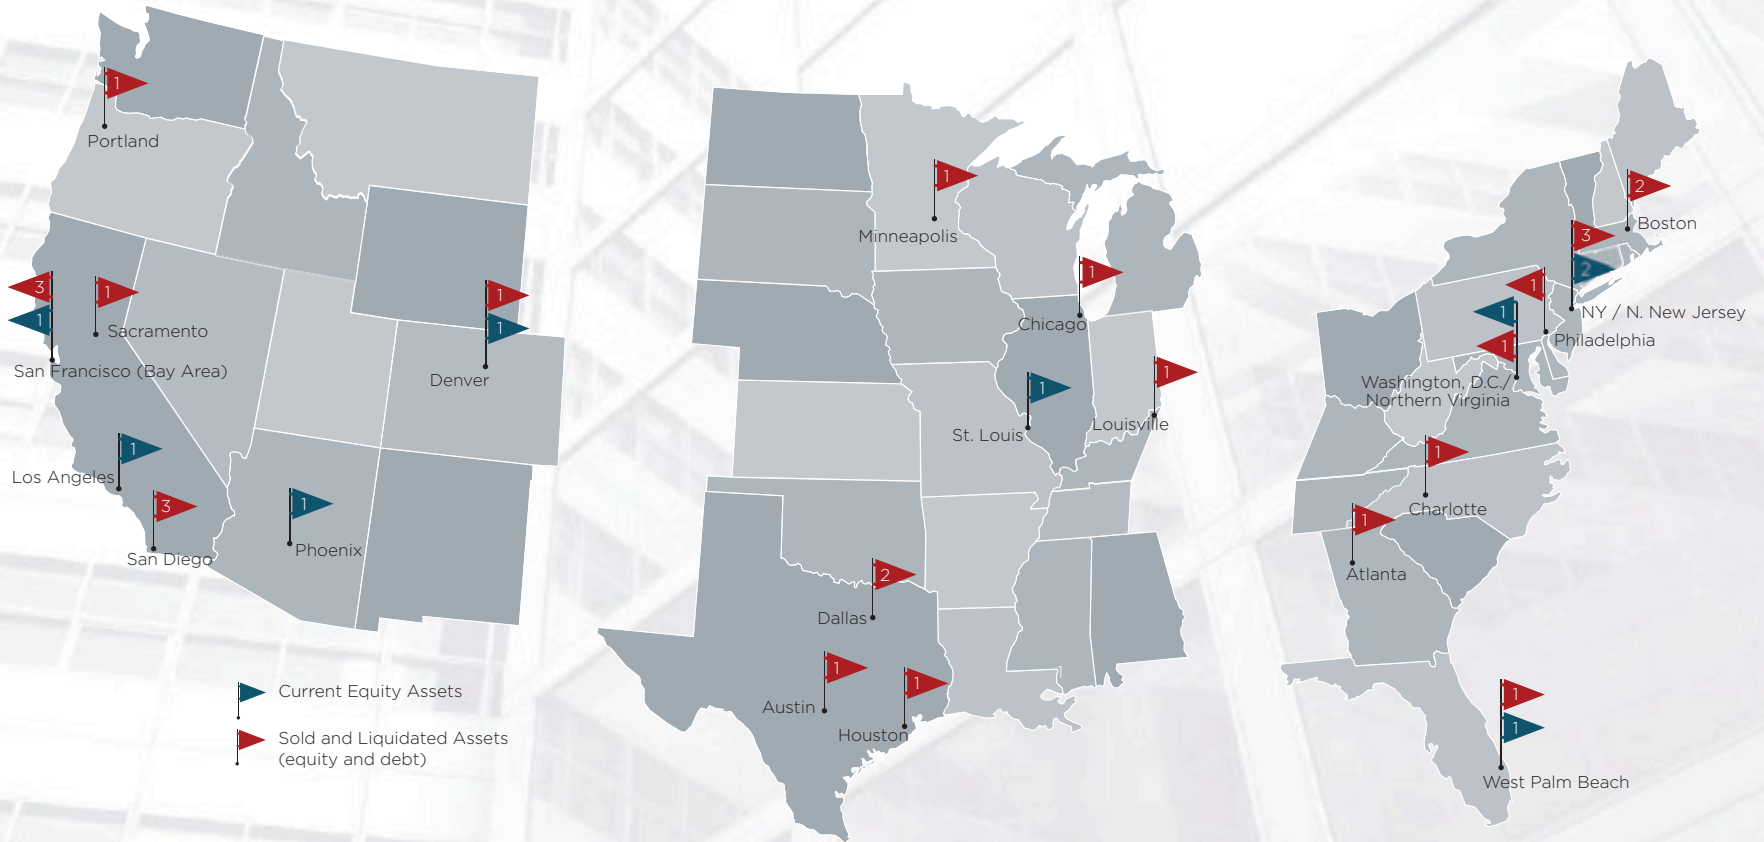 1
Portland
3
1
San Francisco (Bay Area)
1
Sacramento
1
1
Denver
1
Los Angeles
3
San Diego
1
Phoenix
Current Equity Assets
Sold and Liquidated Assets
(equity and debt)
1
Minneapolis
1
Chicago
1
Louisville
1
St. Louis
2
Dallas
1
Austin
1
Houston
2
Boston
3
2
NY / N. New Jersey
1
Philadelphia
1
1
Washington, D.C./
Northern Virginia
1
Charlotte
1
Atlanta
1
1
West Palm Beach